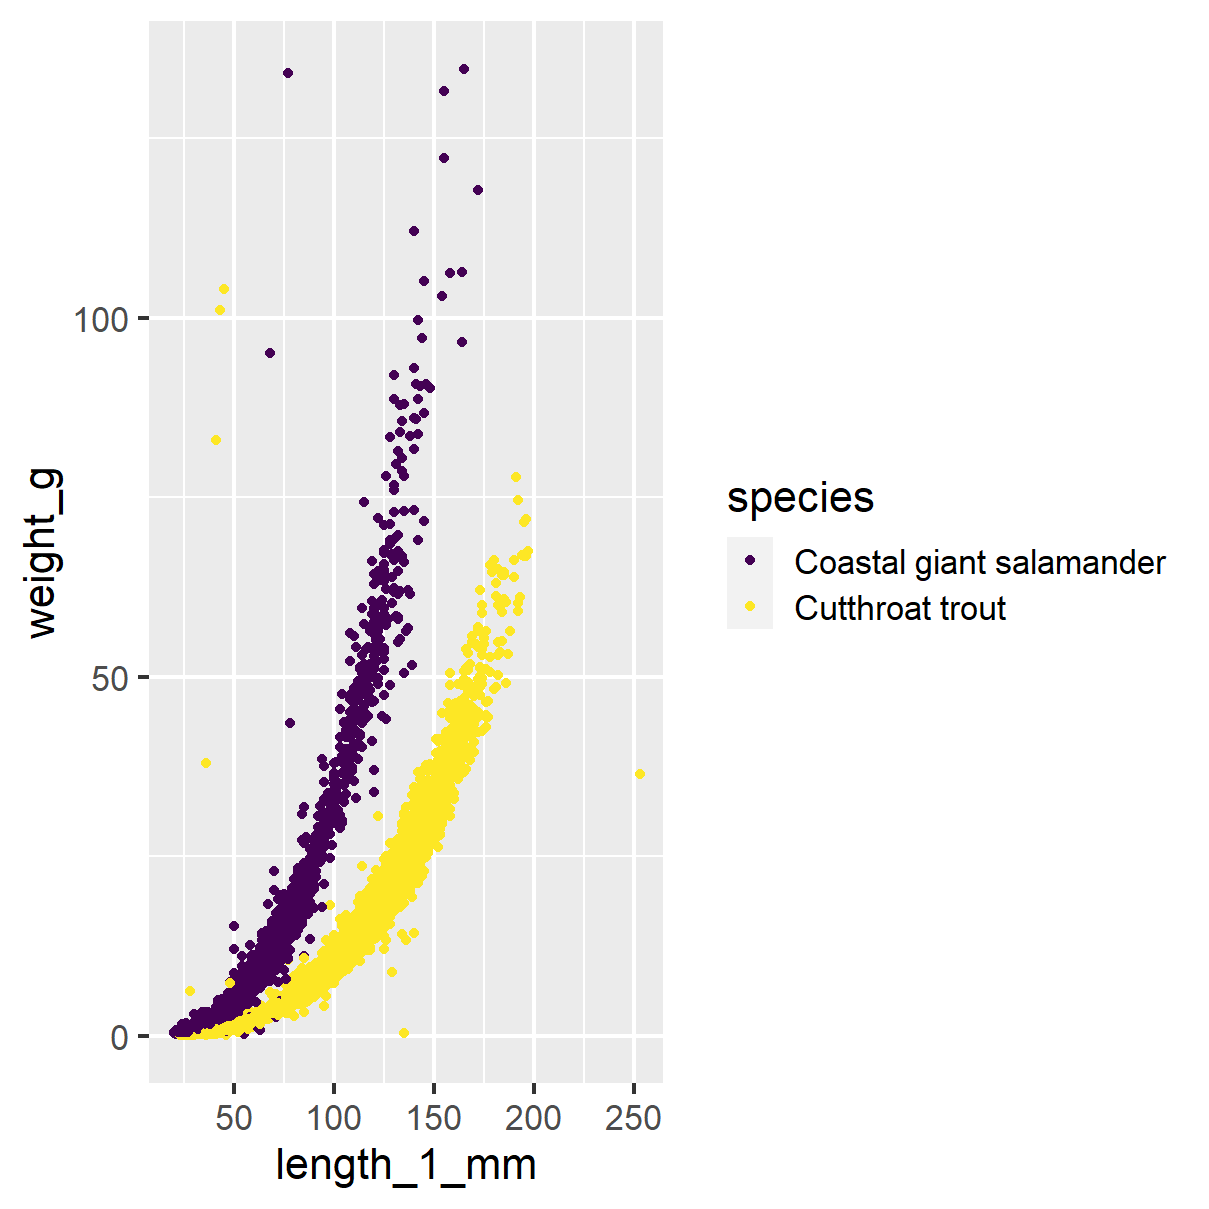 weight_g
100
50
0
50 100 150 200 250
length_1_mm
species
Coastal giant salamander
Cutthroat trout